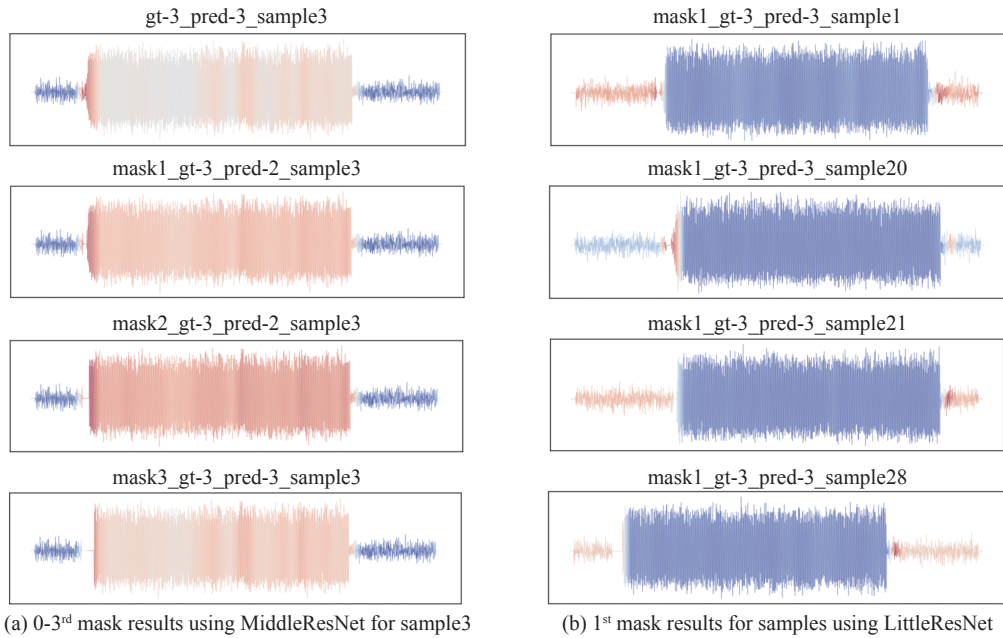 gt-3_pred-3_sample3
mask1_gt-3_pred-2_sample3
mask2_gt-3_pred-2_sample3
mask3_gt-3_pred-3_sample3
(a) 0-3rd mask results using MiddleResNet for sample3
mask1_gt-3_pred-3_sample1
mask1_gt-3_pred-3_sample20
mask1_gt-3_pred-3_sample21
mask1_gt-3_pred-3_sample28
(b) 1st mask results for samples using LittleResNet